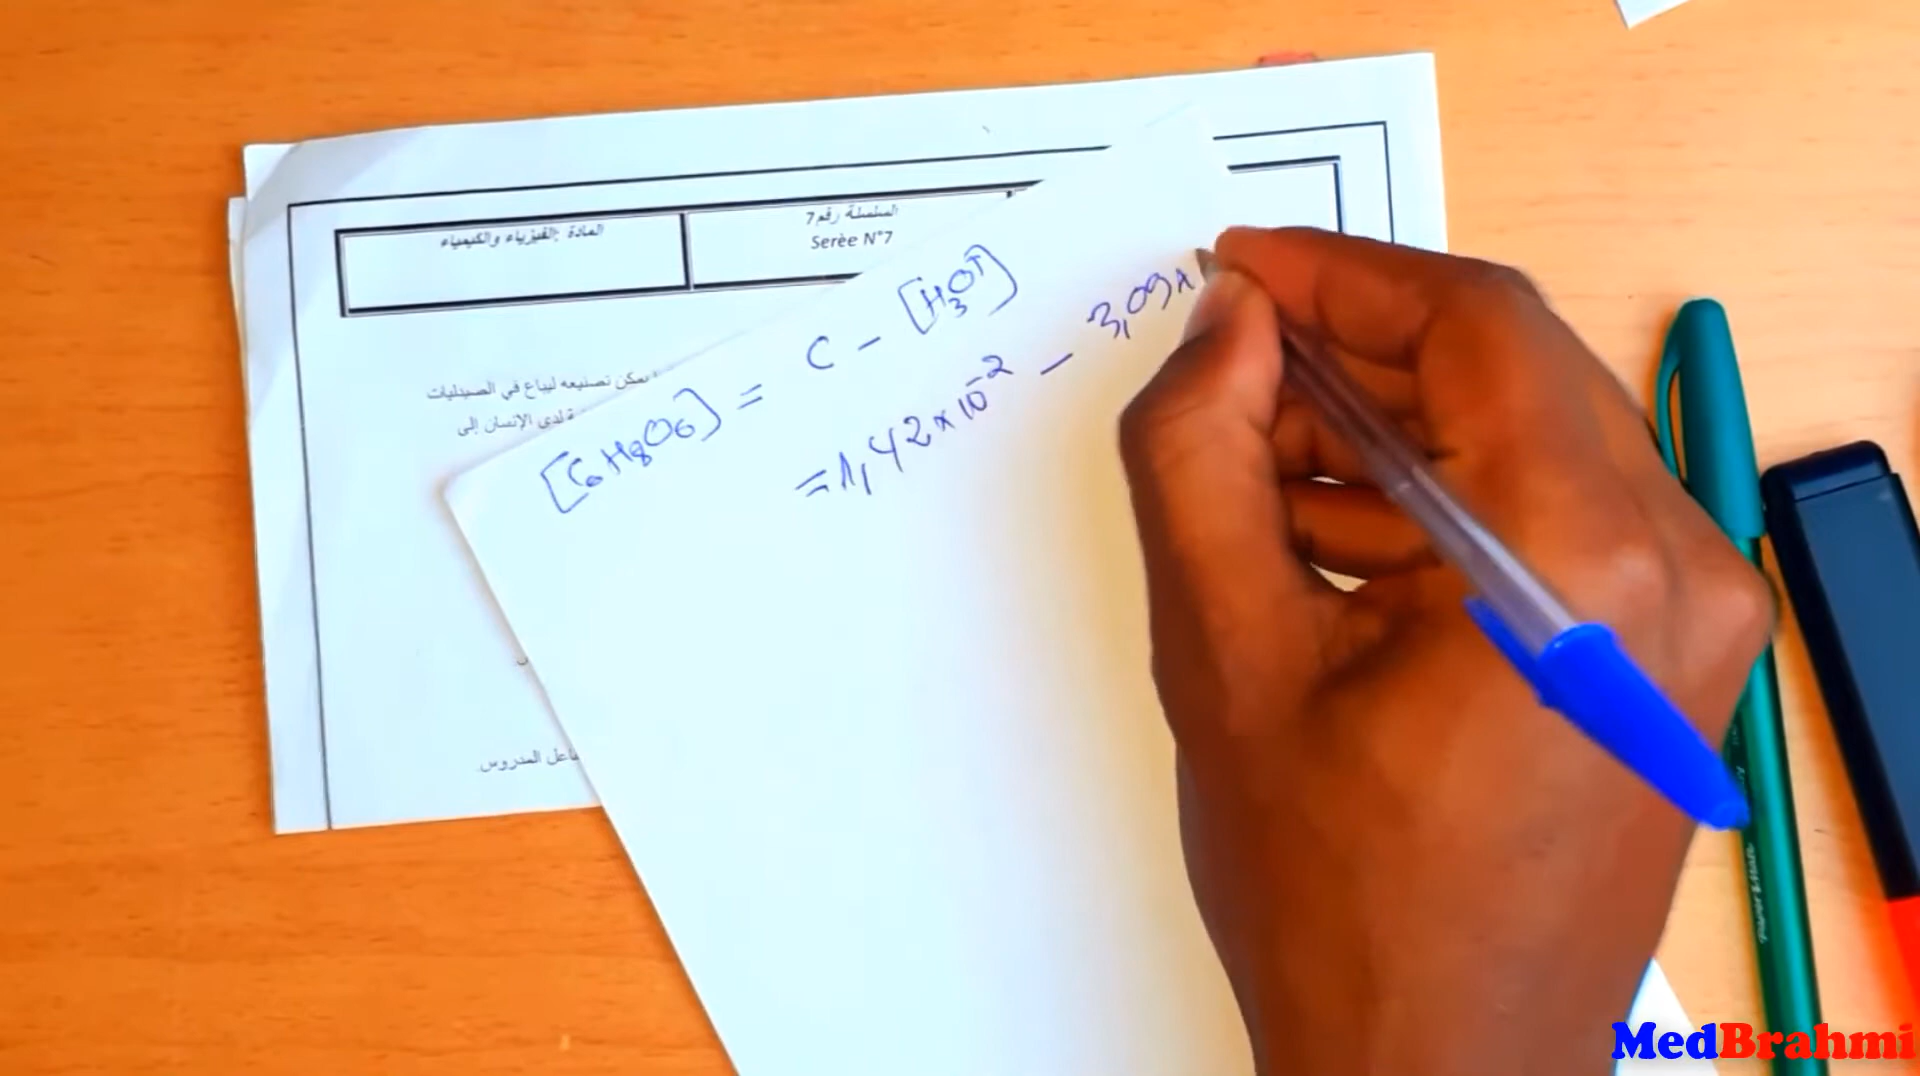 المادة :الفيزياء والكيمياء
السلسلة رقم7
Serèe N°7
يمكن تصنيعه ليباع في الصيدليات
لدى الإنسان إلى
[C6H8O6] = C - [H3O+]
=1,42×10-2 - 3,09×
المدروس.
PaperMate
MedBrahmi